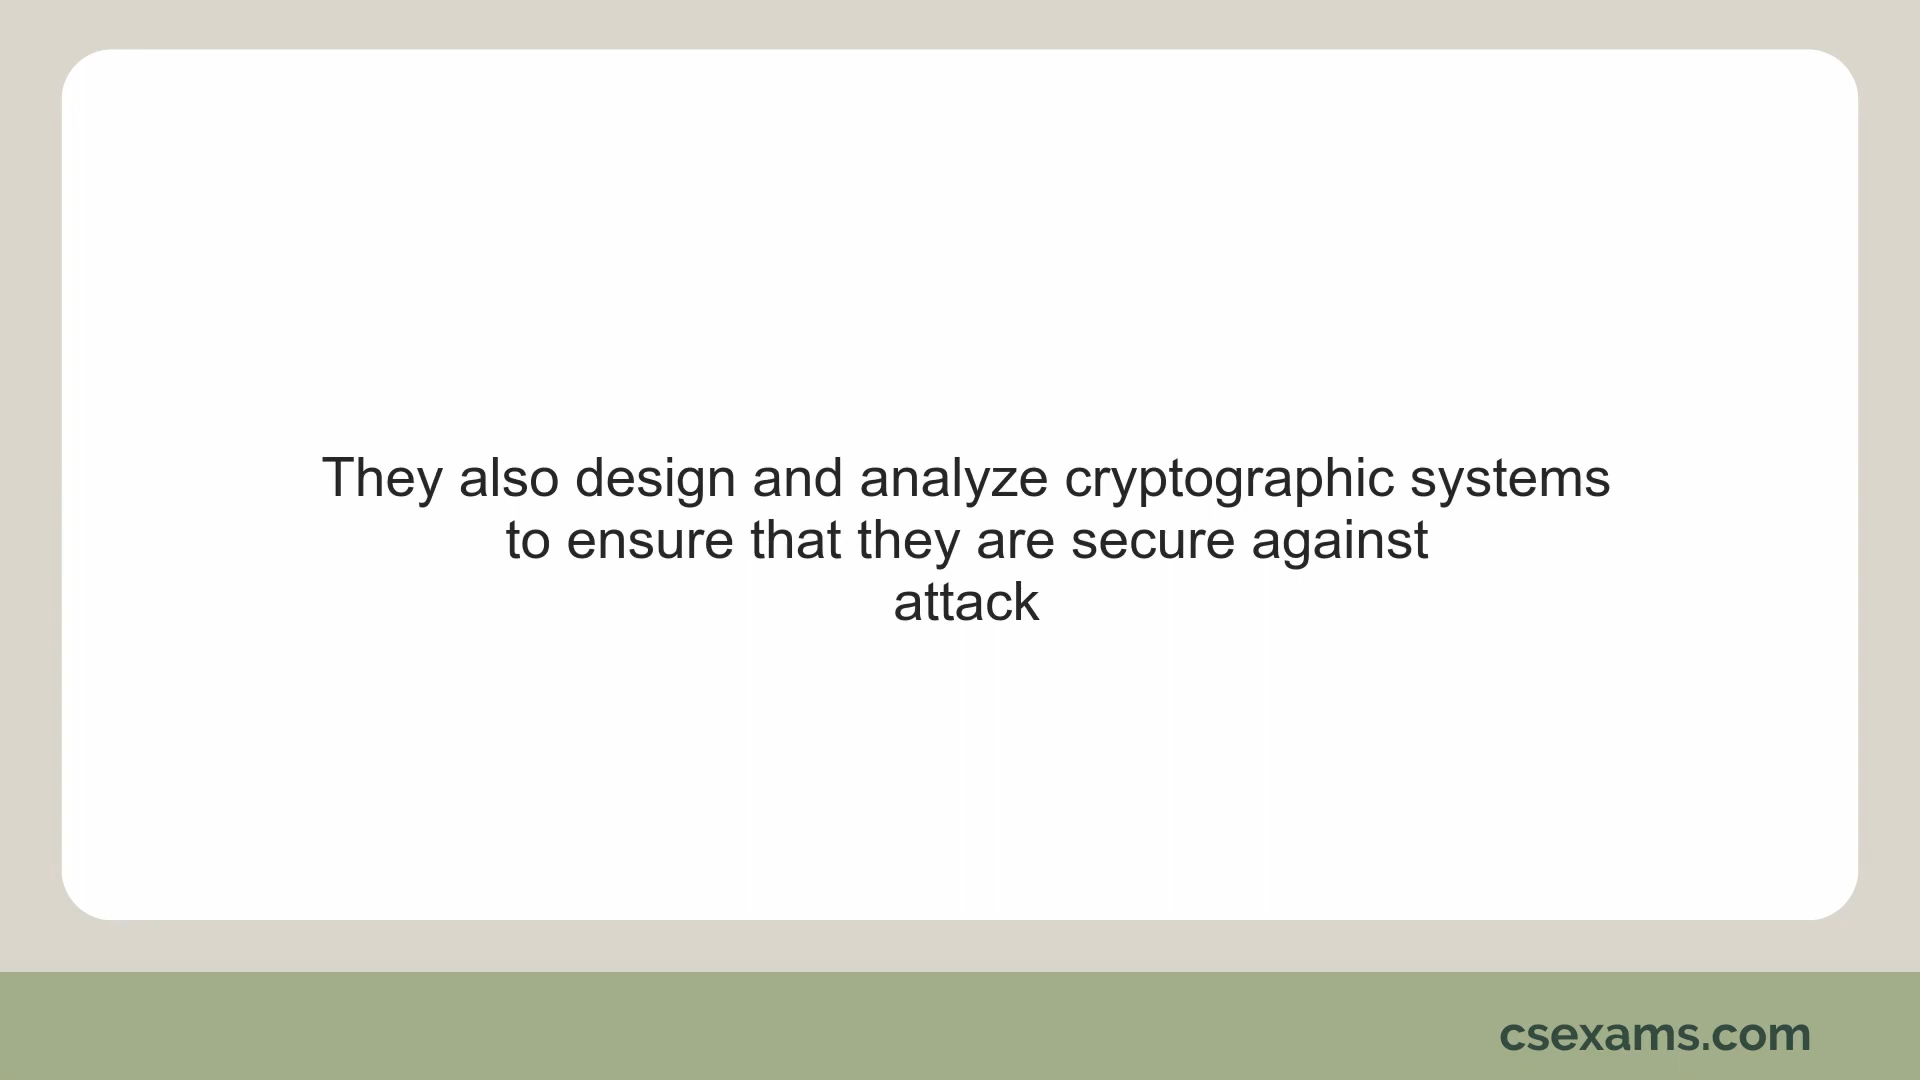 They also design and analyze cryptographic systems
to ensure that they are secure against
attack
csexams.com